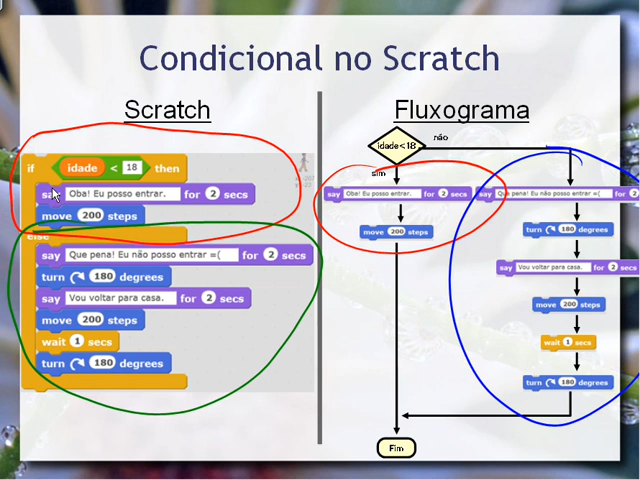 Condicional no Scratch
Scratch
if idade < 18 then
say Oba! Eu posso entrar. for 2 secs
move 200 steps
else
say Que pena! Eu não posso entrar =( for 2 secs
turn 180 degrees
say Vou voltar para casa. for 2 secs
move 200 steps
wait 1 secs
turn 180 degrees
Fluxograma
idade<18
não
sim
say Oba! Eu posso entrar. for 2 secs
move 200 steps
say Que pena! Eu não posso entrar =( for 2
turn 180 degrees
say Vou voltar para casa. for 2 secs
move 200 steps
wait 1 secs
turn 180 degrees
Fim